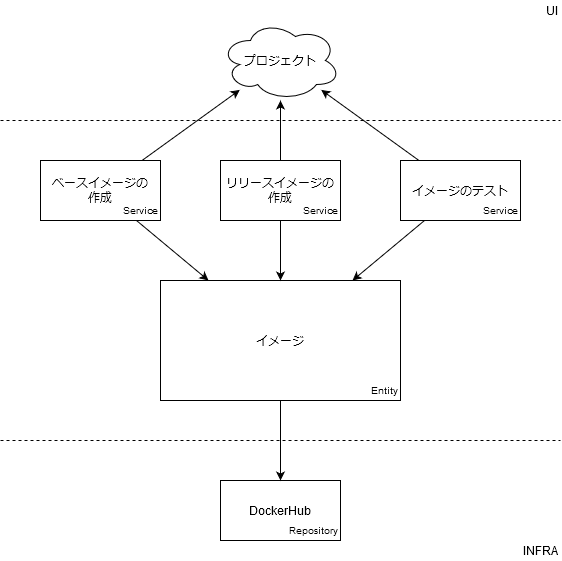 UI
プロジェクト
ベースイメージの
作成
Service
リリースイメージの
作成
Service
イメージのテスト
Service
イメージ
Entity
DockerHub
Repository
INFRA